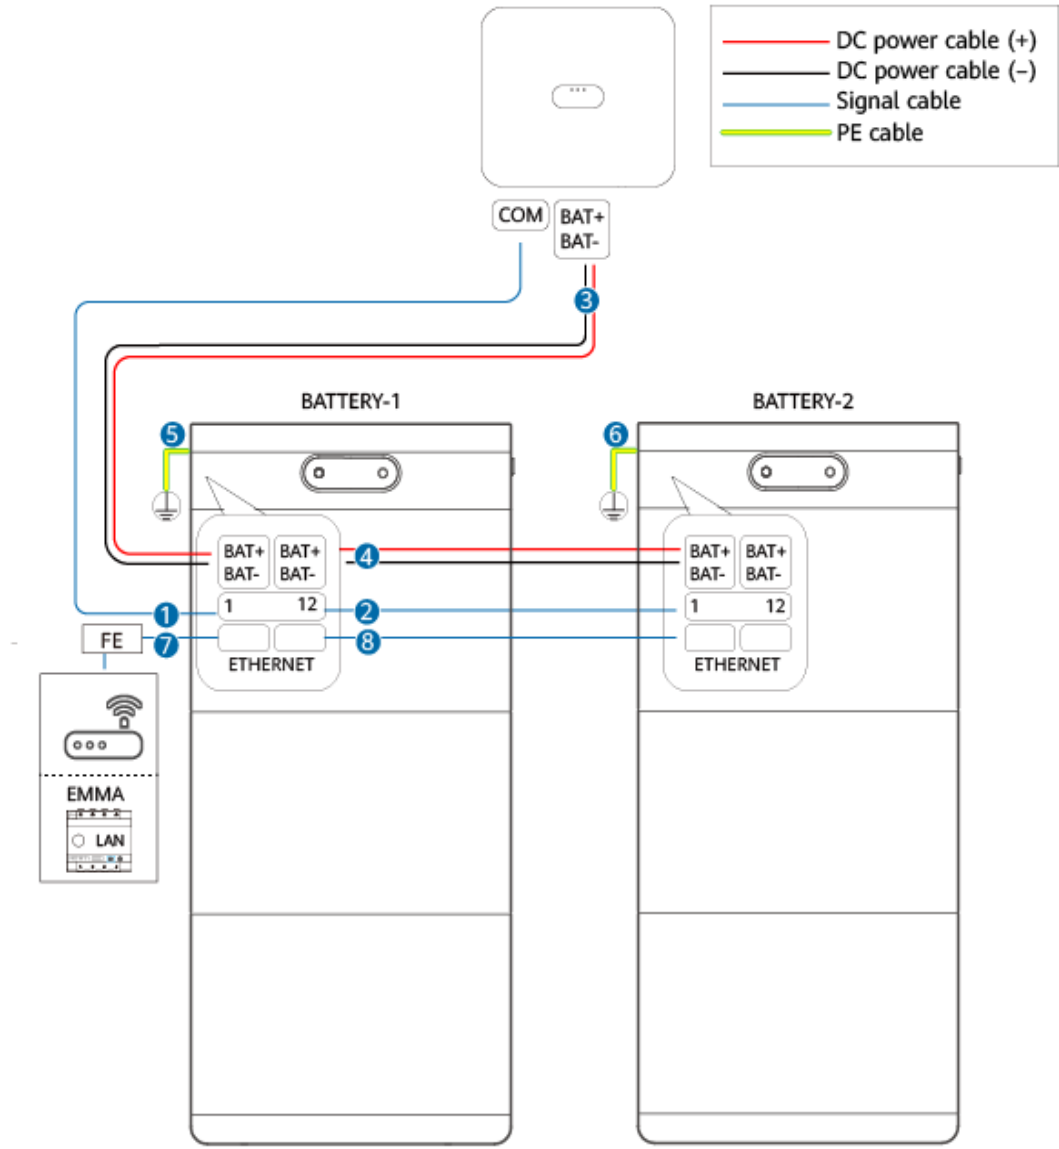 DC power cable (+)
DC power cable (−)
Signal cable
PE cable
COM
BAT+
BAT-
3
BATTERY-1
BATTERY-2
5
6
BAT+
BAT-
BAT+
BAT-
4
BAT+
BAT-
BAT+
BAT-
1
1
12
2
1
12
FE
7
8
ETHERNET
ETHERNET
EMMA
LAN